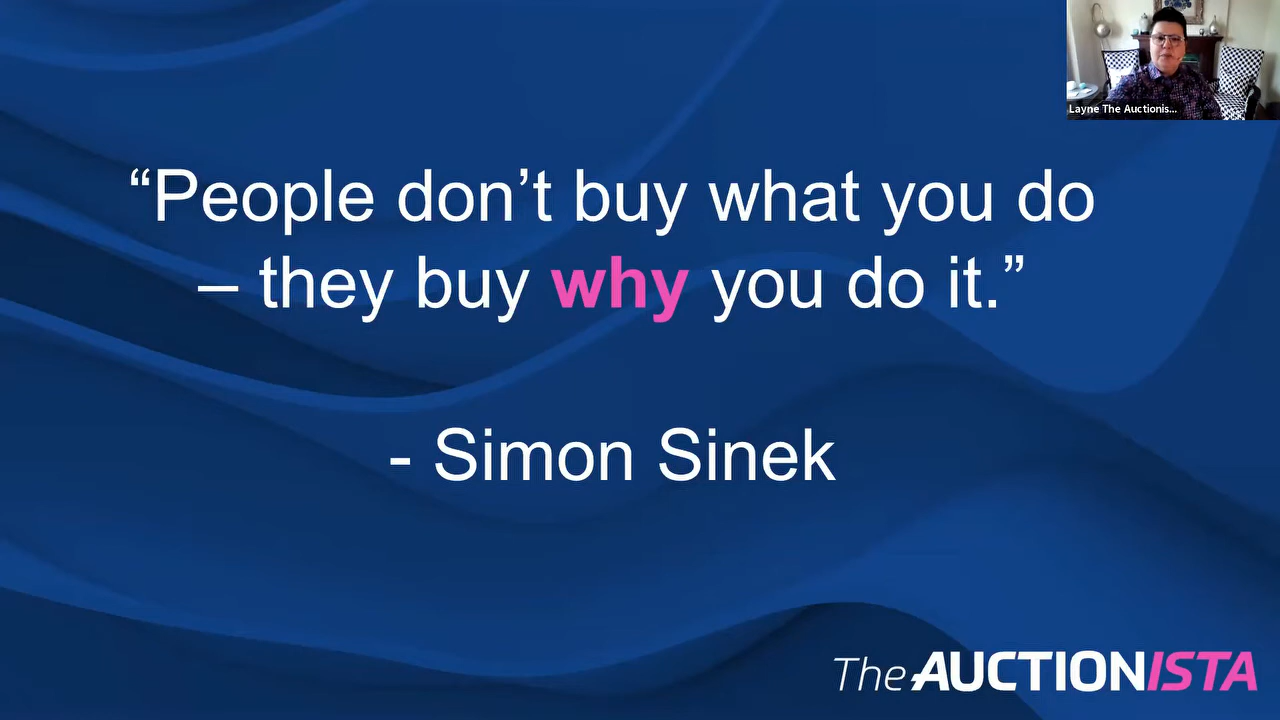 Layne The Auctionis...
“People don’t buy what you do
– they buy why you do it.”
- Simon Sinek
The AUCTIONISTA